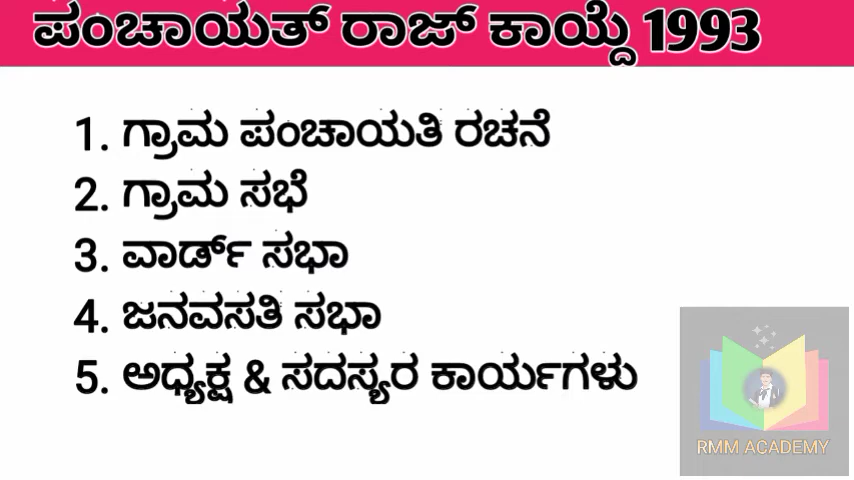 ಪಂಚಾಯತ್ ರಾಜ್ ಕಾಯ್ದೆ 1993
1. ಗ್ರಾಮ ಪಂಚಾಯತಿ ರಚನೆ
2. ಗ್ರಾಮ ಸಭೆ
3. ವಾರ್ಡ್ ಸಭಾ
4. ಜನವಸತಿ ಸಭಾ
5. ಅಧ್ಯಕ್ಷ & ಸದಸ್ಯರ ಕಾರ್ಯಗಳು
RMM ACADEMY